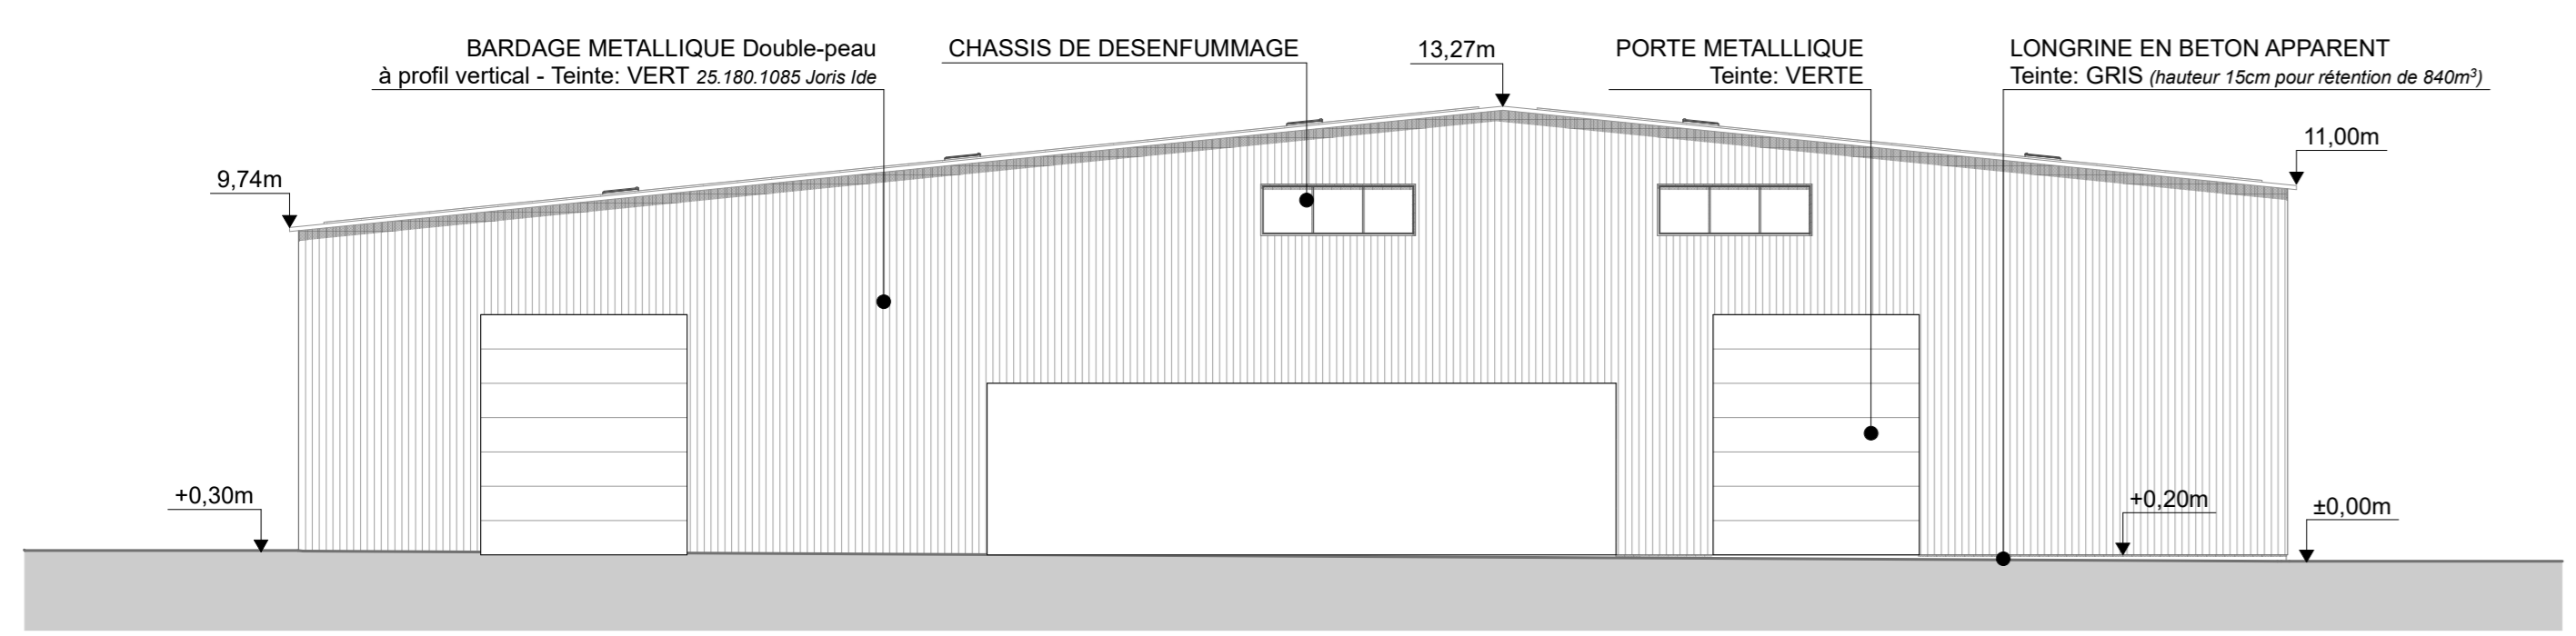 BARDAGE METALLIQUE Double-peau
à profil vertical - Teinte: VERT 25.180.1085 Joris Ide
CHASSIS DE DESENFUMMAGE
13,27m
PORTE METALLLIQUE
Teinte: VERTE
LONGRINE EN BETON APPARENT
Teinte: GRIS (hauteur 15cm pour rétention de 840m³)
11,00m
9,74m
+0,30m
+0,20m
±0,00m